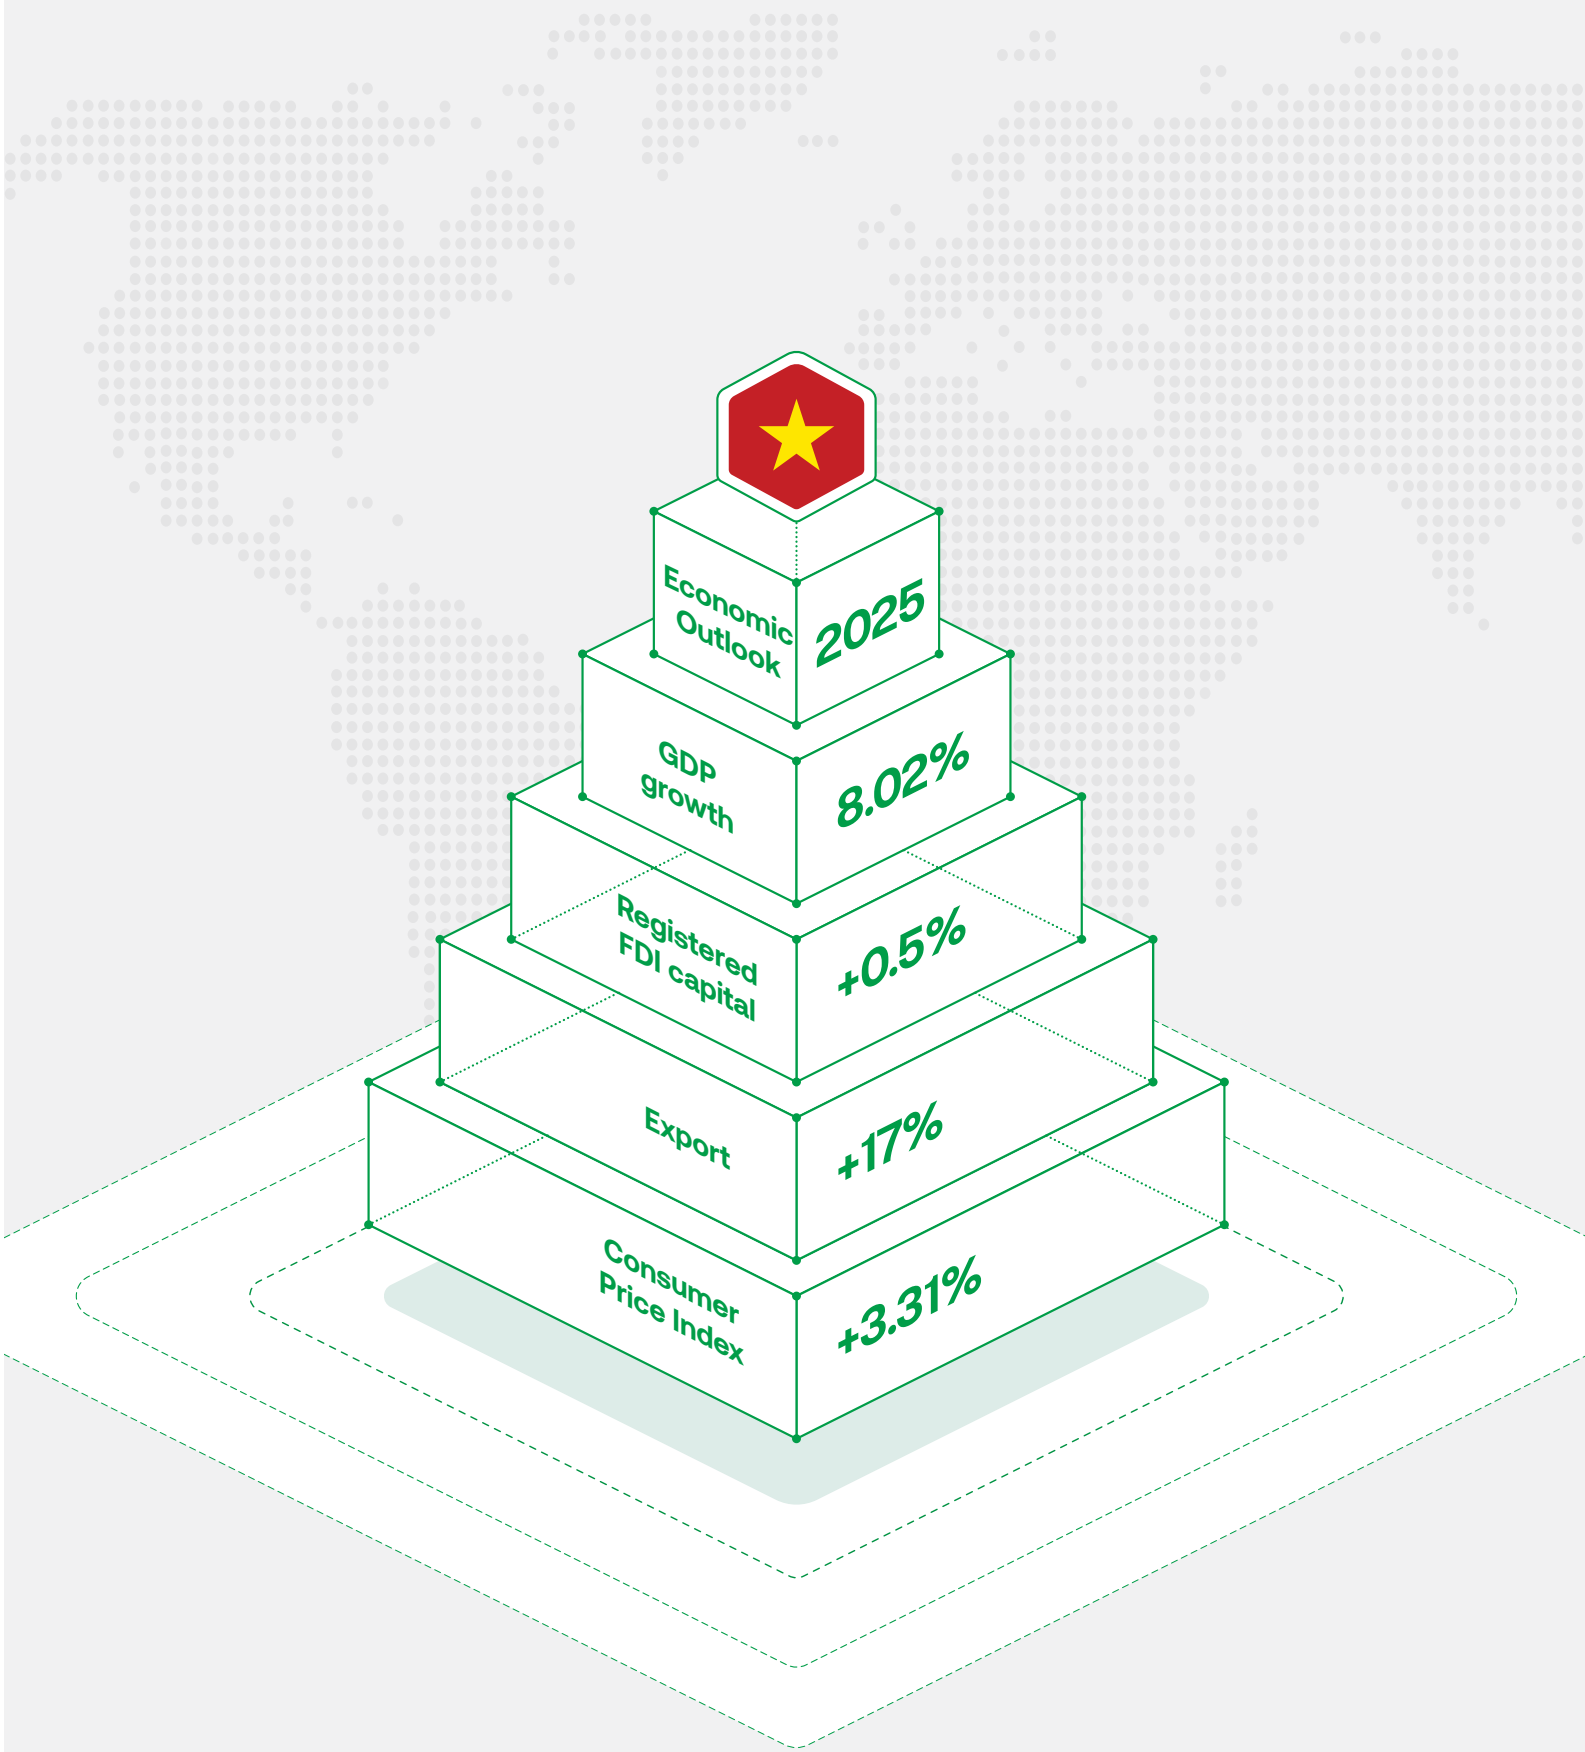 Economic
Outlook
2025
GDP
growth
8.02%
Registered
FDI capital
+0.5%
Export
+17%
Consumer
Price Index
+3.31%